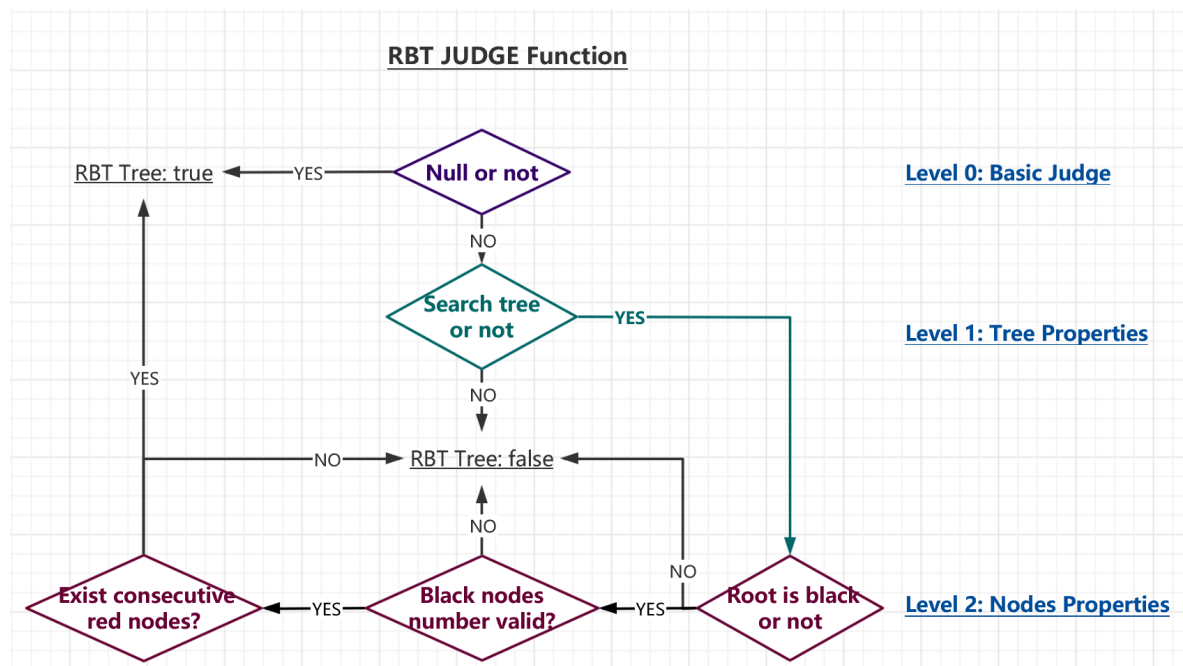 RBT JUDGE Function
RBT Tree: true
YES
Null or not
Level 0: Basic Judge
NO
Search tree
or not
YES
Level 1: Tree Properties
YES
NO
NO
RBT Tree: false
NO
NO
Exist consecutive
red nodes?
YES
Black nodes
number valid?
YES
Root is black
or not
Level 2: Nodes Properties